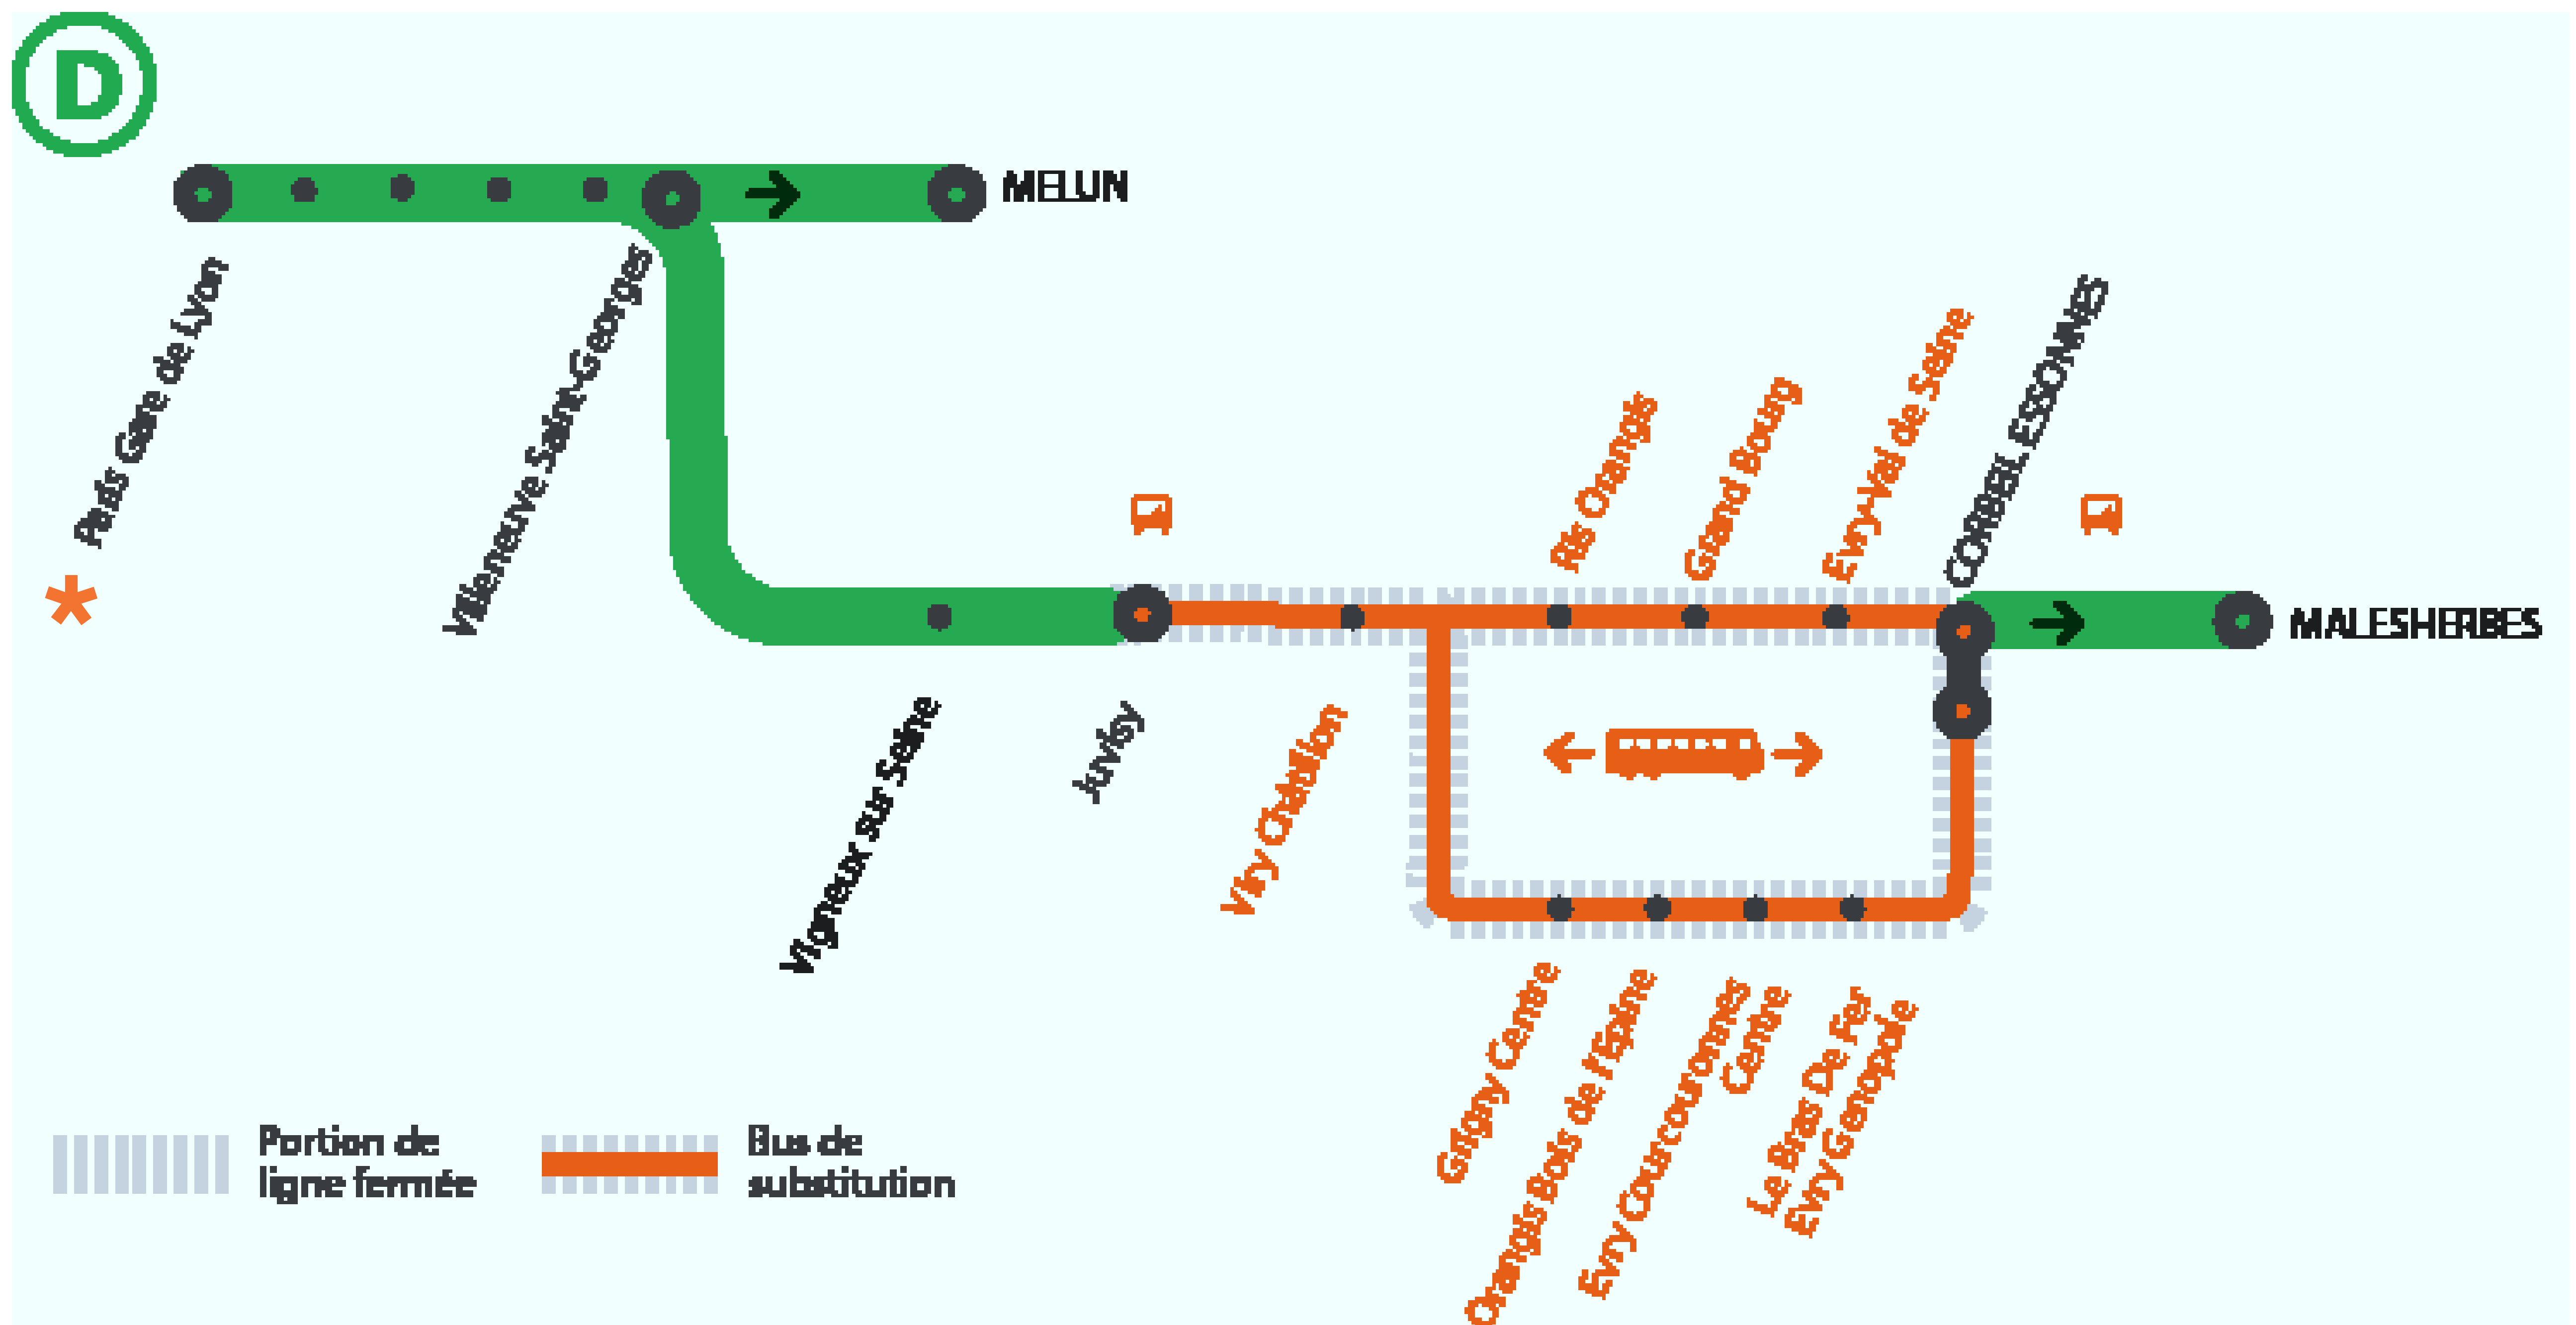 D
MELUN
Paris Gare de Lyon
*
Villeneuve Saint-Georges
Vigneux sur Seine
Juvisy
Viry Chatillon
Ris Orangis
Grand Bourg
Evry-Val de Seine
CORBEIL ESSONNES
MALESHERBES
Grigny Centre
Orangis Bois de l'Epine
Evry Courcouronnes
Centre
Le Bras De Fer
Evry Genopole
Portion de
ligne fermée
Bus de
substitution